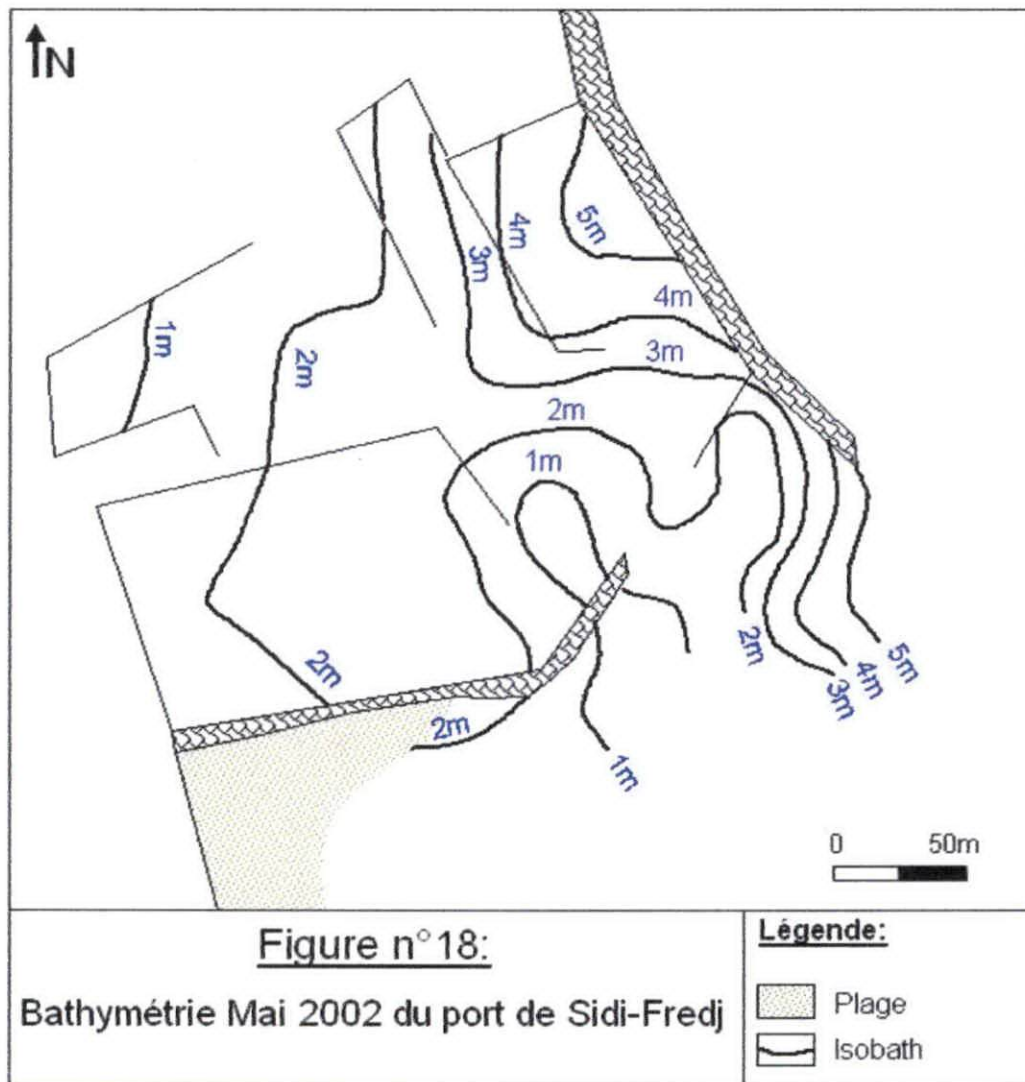 N
5m
4m
3m
4m
1m
2m
3m
2m
1m
2m
2m
2m
5m
4m
3m
1m
0 50m
Figure n°18:
Bathymétrie Mai 2002 du port de Sidi-Fredj
Légende:
Plage
Isobath